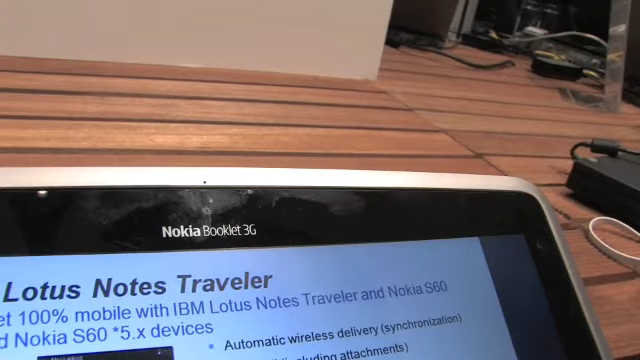 Nokia Booklet 3G
Lotus Notes Traveler
et 100% mobile with IBM Lotus Notes Traveler and Nokia S60
d Nokia S60 *5.x devices
• Automatic wireless delivery (synchronization)
including attachments)